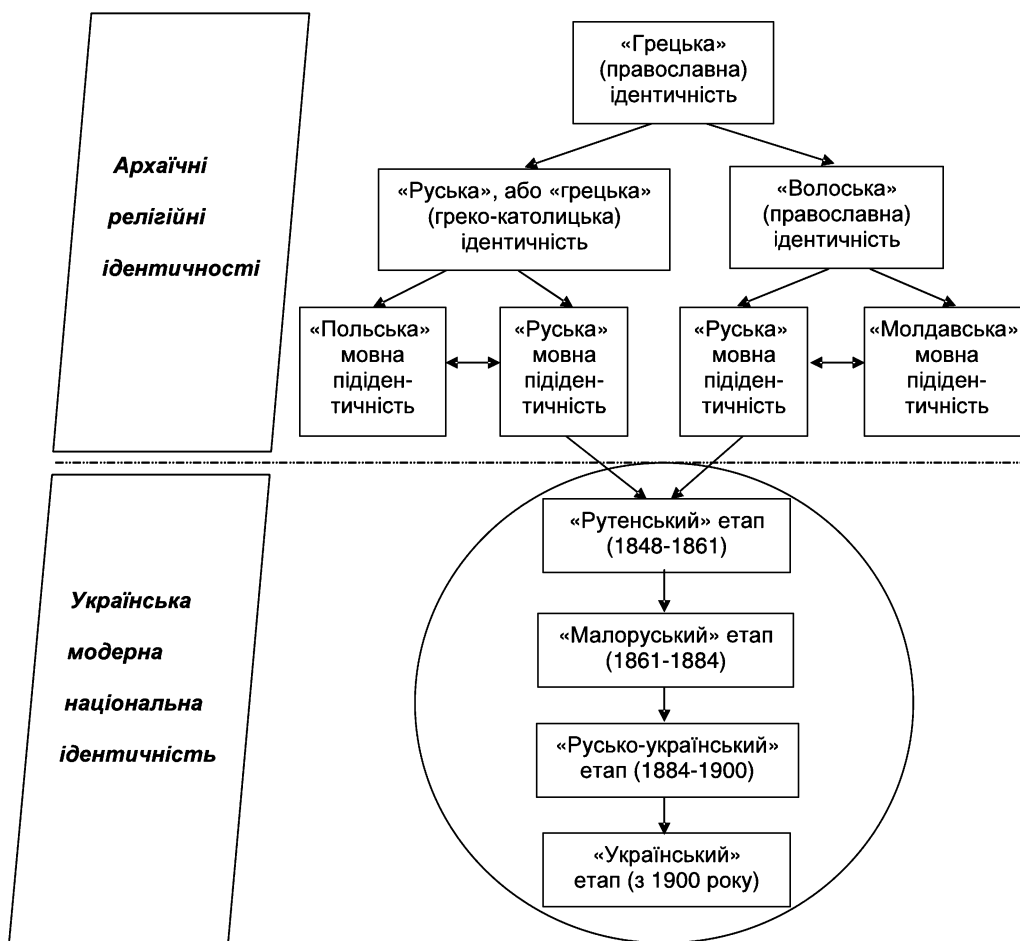 «Грецька»
(православна)
ідентичність
Архаїчні
релігійні
ідентичності
«Руська», або «грецька»
(греко-католицька)
ідентичність
«Волоська»
(православна)
ідентичність
«Польська»
мовна
підіден-
тичність
«Руська»
мовна
підіден-
тичність
«Руська»
мовна
підіден-
тичність
«Молдавська»
мовна
підіден-
тичність
Українська
модерна
національна
ідентичність
«Рутенський» етап
(1848-1861)
«Малоруський» етап
(1861-1884)
«Русько-український»
етап (1884-1900)
«Український»
етап (з 1900 року)